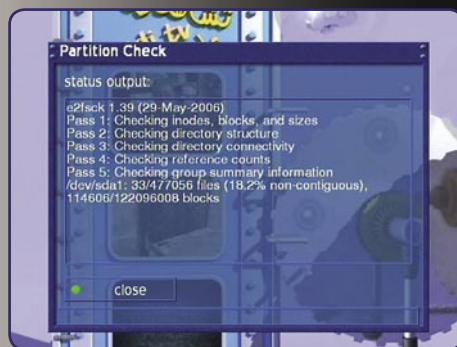 Partition Check
status output:
e2fsck 1.39 (29-May-2006)
Pass 1: Checking inodes, blocks, and sizes
Pass 2: Checking directory structure
Pass 3: Checking directory connectivity
Pass 4: Checking reference counts
Pass 5: Checking group summary information
/dev/sda1: 33/477056 files (18.2% non-contiguous),
114606/122096008 blocks
close